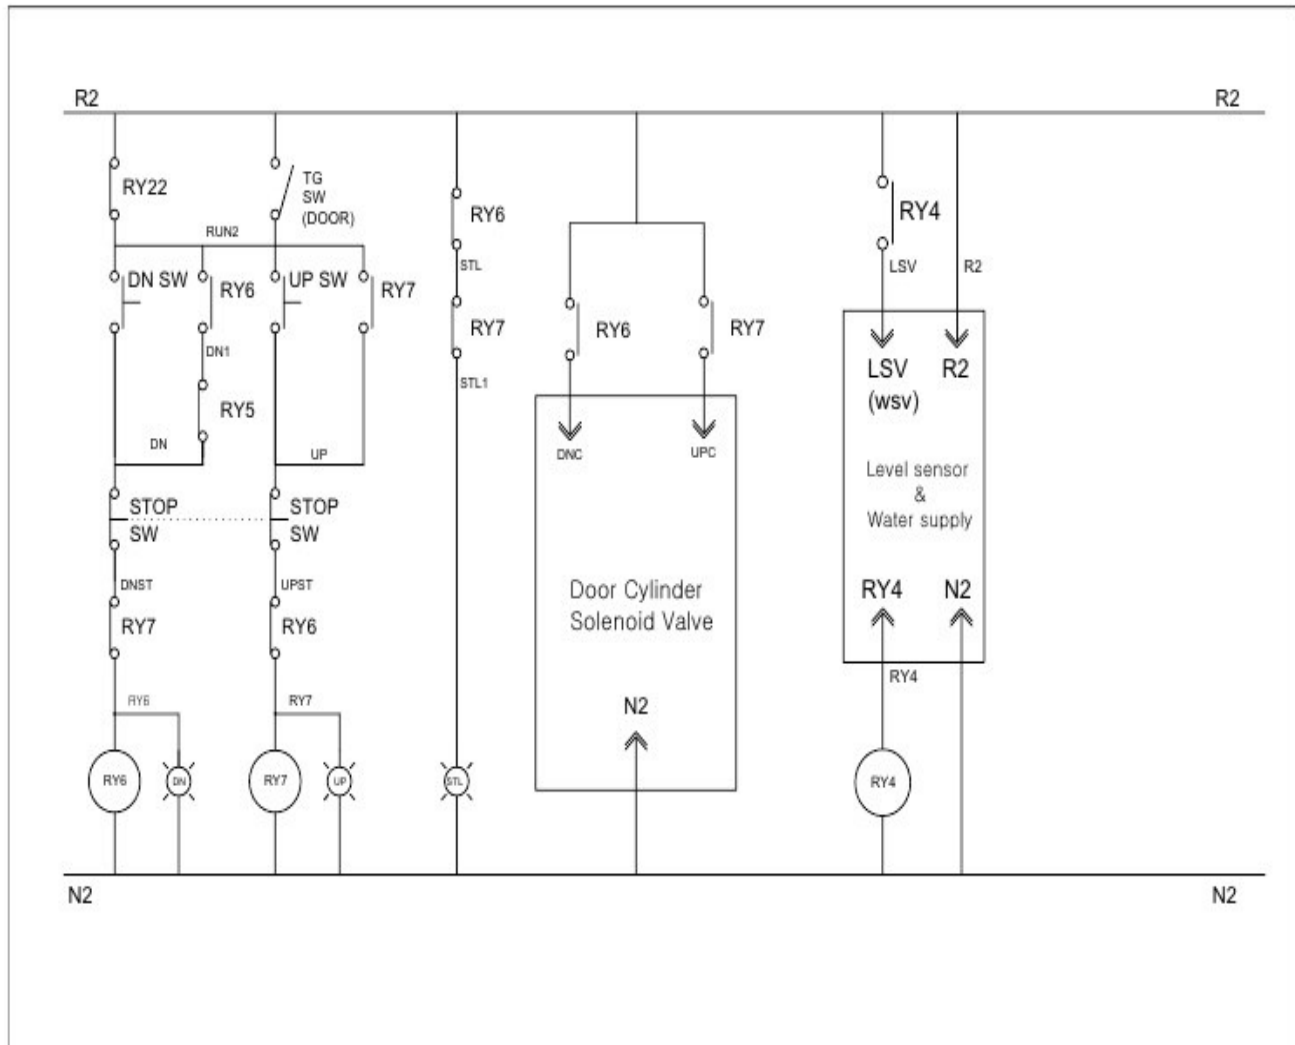 R2
R2
RY22
TG
SW
(DOOR)
RUN2
DN SW
RY6
UP SW
RY7
DN1
RY5
DN
UP
STOP
SW
STOP
SW
DNST
UPST
RY7
RY6
RY6
RY7
RY6
DN
RY7
UP
RY6
STL
RY7
STL1
STL
RY6
RY7
DNC
UPC
Door Cylinder
Solenoid Valve
N2
RY4
LSV
R2
LSV
R2
(wsv)
Level sensor
&
Water supply
RY4
N2
RY4
RY4
N2
N2